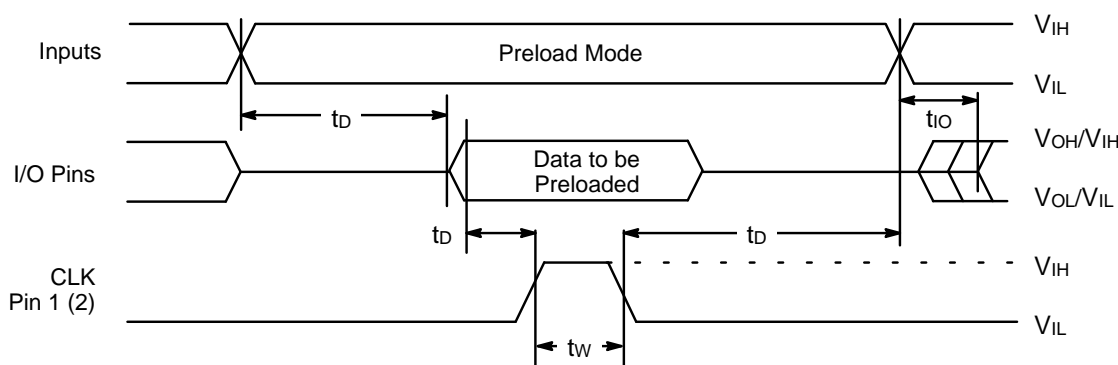 VIH
Inputs
Preload Mode
VIL
tD
tIO
VOH/VIH
I/O Pins
Data to be
Preloaded
VOL/VIL
tD
tD
CLK
Pin 1 (2)
VIH
VIL
tW